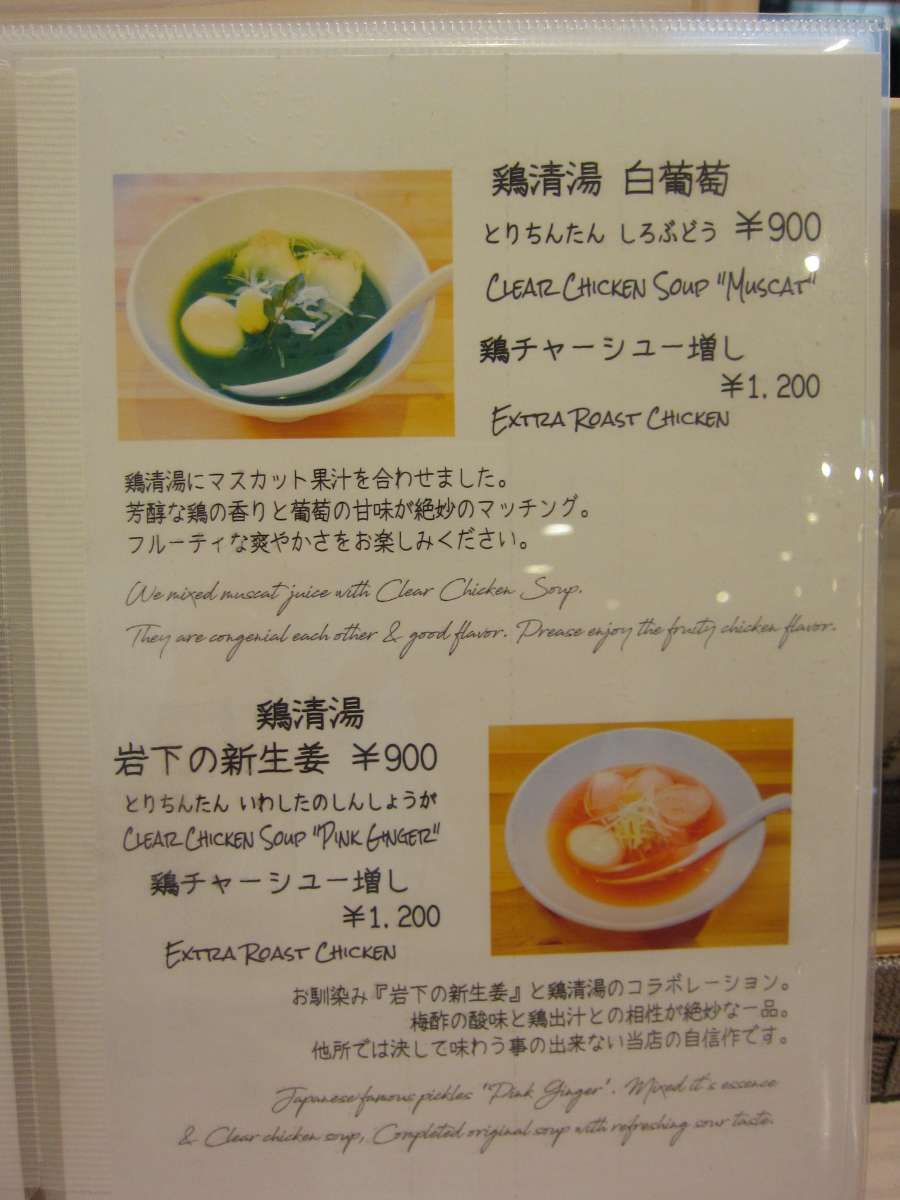 鶏清湯 白葡萄
とりちんたん しろぶどう ¥900
CLEAR CHICKEN SOUP "MUSCAT"
鶏チャーシュー増し
¥1,200
EXTRA ROAST CHICKEN
鶏清湯にマスカット果汁を合わせました。
芳醇な鶏の香りと葡萄の甘味が絶妙のマッチング。
フルーティな爽やかさをお楽しみください。
We mixed muscat juice with Clear Chicken Soup.
They are congenial each other & good flavor. Prease enjoy the fruity chicken flavor.
鶏清湯
岩下の新生姜 ¥900
とりちんたん いわしたのしんしょうが
CLEAR CHICKEN SOUP "PINK GINGER"
鶏チャーシュー増し
¥1,200
EXTRA ROAST CHICKEN
お馴染み『岩下の新生姜』と鶏清湯のコラボレーション。
梅酢の酸味と鶏出汁との相性が絶妙な一品。
他所では決して味わう事の出来ない当店の自信作です。
Japanese famous pickles "Pink Ginger". Mixed it's essence
& Clear chicken soup, Completed original soup with refreshing sour taste.